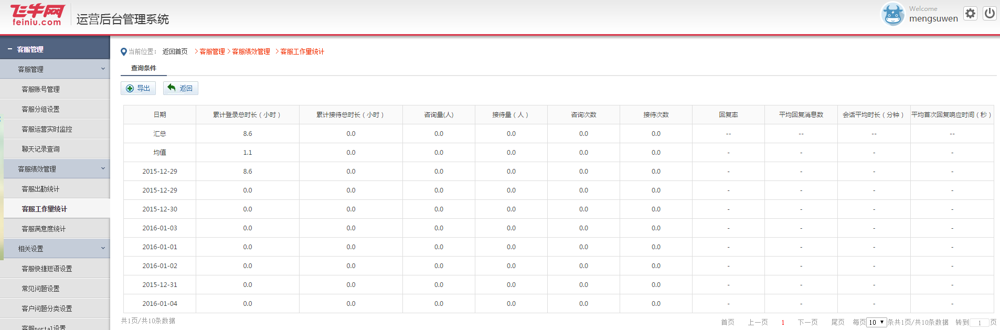 飞牛网
feiniu.com
运营后台管理系统
Welcome
mengsuwen
客服管理
客服管理
客服账号管理
客服分组设置
客服运营实时监控
聊天记录查询
客服绩效管理
客服出勤统计
客服工作量统计
客服满意度统计
相关设置
客服快捷短语设置
常见问题设置
客户问题分类设置
客服portal设置
当前位置： 返回首页 >客服管理 >客服绩效管理 >客服工作量统计
查询条件
导出 返回
日期 累计登录总时长（小时） 累计接待总时长（小时） 咨询量(人) 接待量（人） 咨询次数 接待次数 回复率 平均回复消息数 会话平均时长（分钟） 平均首次回复响应时间（秒）
汇总 8.6 0.0 0.0 0.0 0.0 0.0 -- -- -- --
均值 1.1 0.0 0.0 0.0 0.0 0.0 - - - -
2015-12-29 8.6 0.0 0.0 0.0 0.0 0.0 - - - -
2015-12-29 0.0 0.0 0.0 0.0 0.0 0.0 - - - -
2015-12-30 0.0 0.0 0.0 0.0 0.0 0.0 - - - -
2016-01-03 0.0 0.0 0.0 0.0 0.0 0.0 - - - -
2016-01-01 0.0 0.0 0.0 0.0 0.0 0.0 - - - -
2016-01-02 0.0 0.0 0.0 0.0 0.0 0.0 - - - -
2015-12-31 0.0 0.0 0.0 0.0 0.0 0.0 - - - -
2016-01-04 0.0 0.0 0.0 0.0 0.0 0.0 - - - -
共1页/共10条数据
首页 上一页 1 下一页 尾页 每页 10 条共1页/共10条数据 转到 1 页